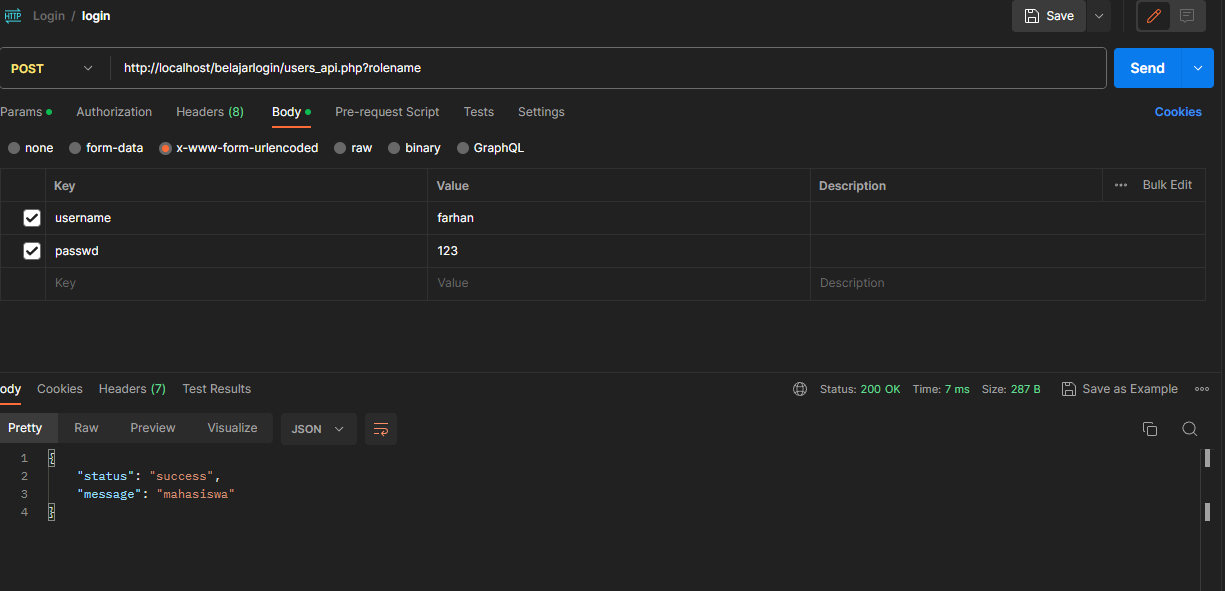 HTTP Login / login Save
POST http://localhost/belajarlogin/users_api.php?rolename Send
Params Authorization Headers (8) Body Pre-request Script Tests Settings Cookies
none form-data x-www-form-urlencoded raw binary GraphQL
Key Value Description ••• Bulk Edit
username farhan
passwd 123
Key Value Description
ody Cookies Headers (7) Test Results Status: 200 OK Time: 7 ms Size: 287 B Save as Example
Pretty Raw Preview Visualize JSON
1 {
2 "status": "success",
3 "message": "mahasiswa"
4 }